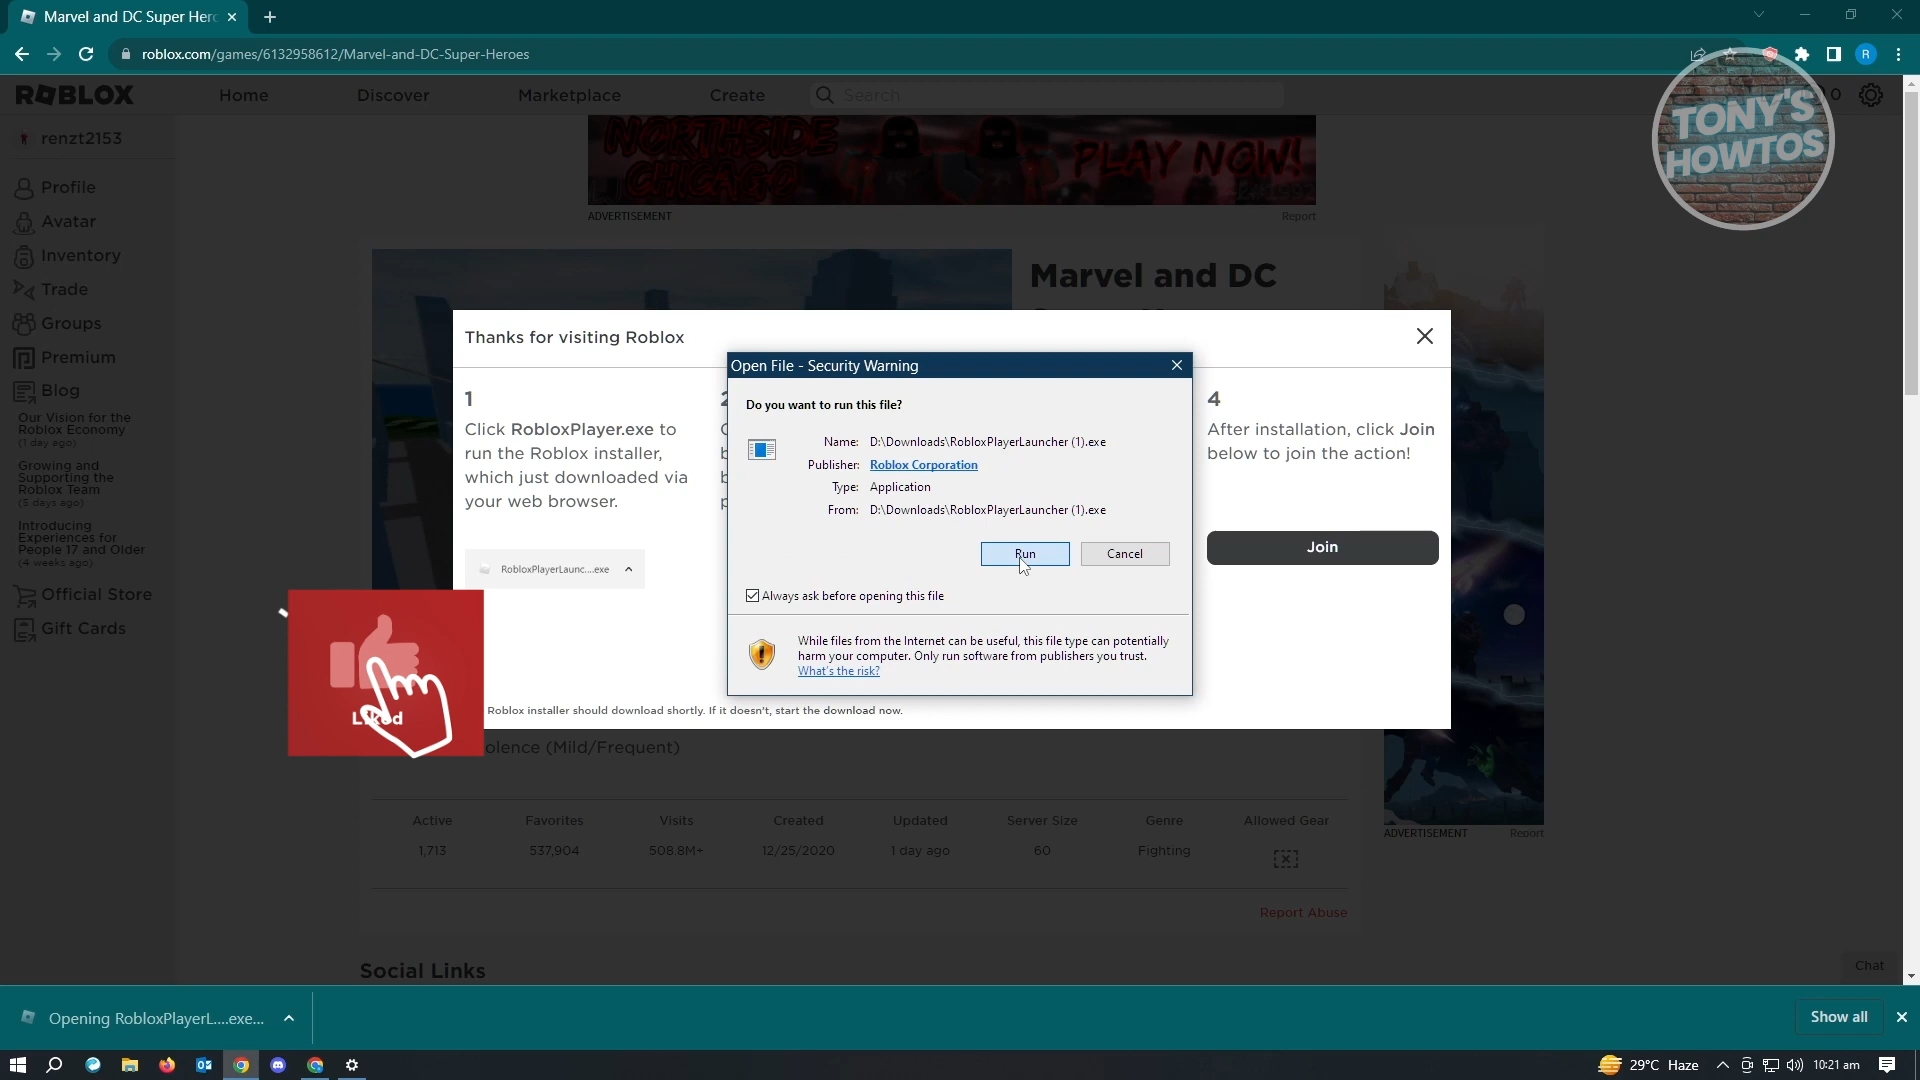 Marvel and DC Super Her
roblox.com/games/6132958612/Marvel-and-DC-Super-Heroes
R
ROBLOX
Home
Discover
Marketplace
Create
Search
0
TONY'S
HOWTOS
renzt2153
Profile
Avatar
Inventory
Trade
Groups
Premium
Blog
Our Vision for the
Roblox Economy
(1 day ago)
Growing and
Supporting the
Roblox Team
(5 days ago)
Introducing
Experiences for
People 17 and Older
(4 weeks ago)
Official Store
Gift Cards
NORTHSIDE
CHICAGO
PLAY NOW!
ADVERTISEMENT
Report
Marvel and DC
Thanks for visiting Roblox
1
Click RobloxPlayer.exe to
run the Roblox installer,
which just downloaded via
your web browser.
RobloxPlayerLaunc....exe
4
After installation, click Join
below to join the action!
Join
Open File - Security Warning
Do you want to run this file?
Name: D:\Downloads\RobloxPlayerLauncher (1).exe
Publisher: Roblox Corporation
Type: Application
From: D:\Downloads\RobloxPlayerLauncher (1).exe
Run
Cancel
Always ask before opening this file
While files from the Internet can be useful, this file type can potentially
harm your computer. Only run software from publishers you trust.
What's the risk?
Roblox installer should download shortly. If it doesn't, start the download now.
Liked
olence (Mild/Frequent)
Active
Favorites
Visits
Created
Updated
Server Size
Genre
Allowed Gear
1,713
537,904
508.8M+
12/25/2020
1 day ago
60
Fighting
ADVERTISEMENT
Report
Report Abuse
Social Links
Chat
Opening RobloxPlayerL....exe...
Show all
29°C Haze
10:21 am